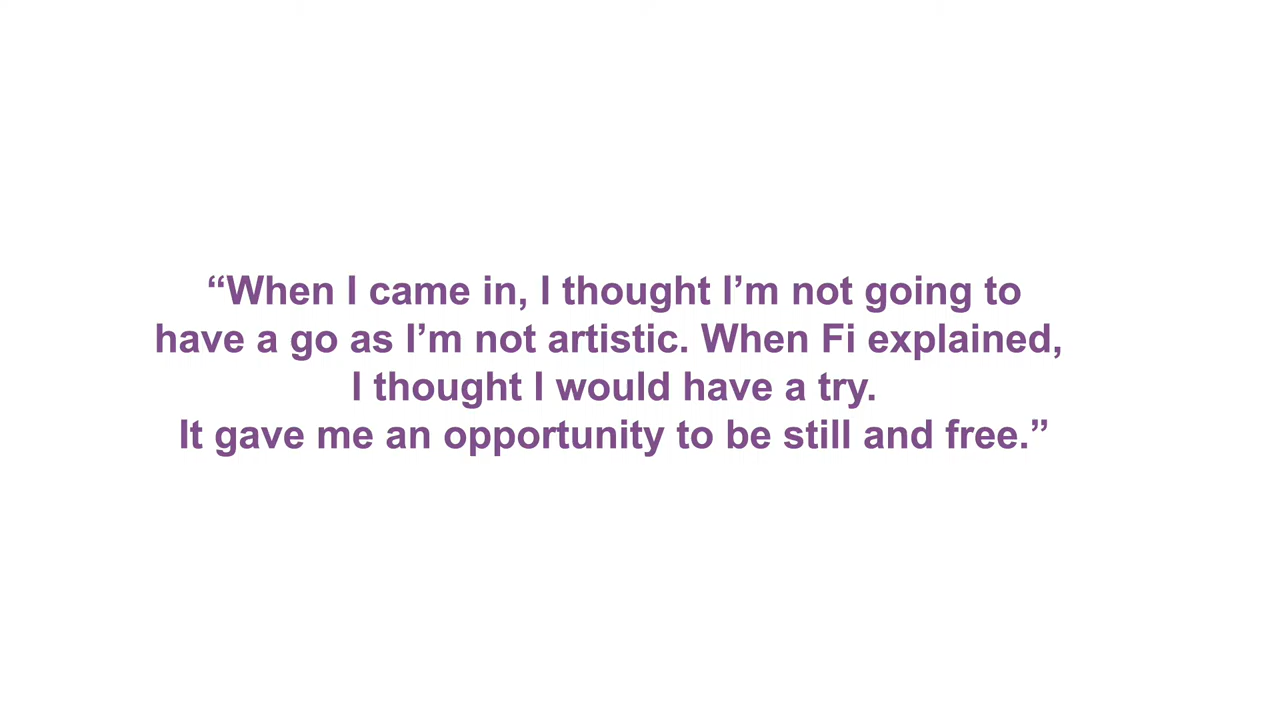 “When I came in, I thought I’m not going to
have a go as I’m not artistic. When Fi explained,
I thought I would have a try.
It gave me an opportunity to be still and free.”